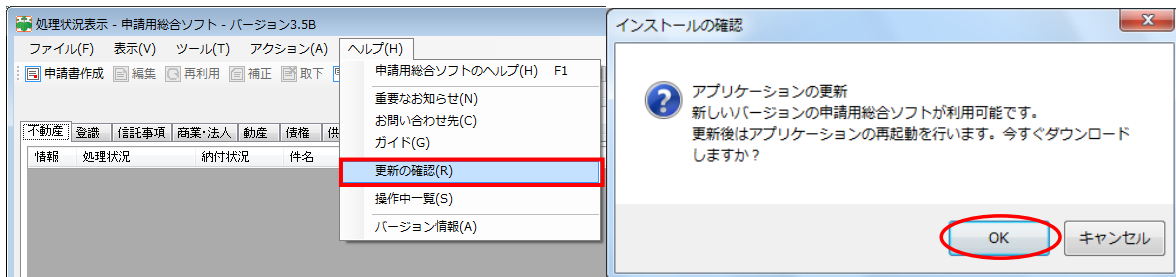 処理状況表示 - 申請用総合ソフト - バージョン3.5B
ファイル(F) 表示(V) ツール(T) アクション(A) ヘルプ(H)
申請書作成 編集 再利用 補正 取下
申請用総合ソフトのヘルプ(H) F1
重要なお知らせ(N)
お問い合わせ先(C)
ガイド(G)
更新の確認(R)
操作中一覧(S)
バージョン情報(A)
不動産 登識 信託事項 商業・法人 動産 債権 供
情報 処理状況 納付状況 件名
インストールの確認
アプリケーションの更新
新しいバージョンの申請用総合ソフトが利用可能です。
更新後はアプリケーションの再起動を行います。今すぐダウンロード
しますか？
OK キャンセル